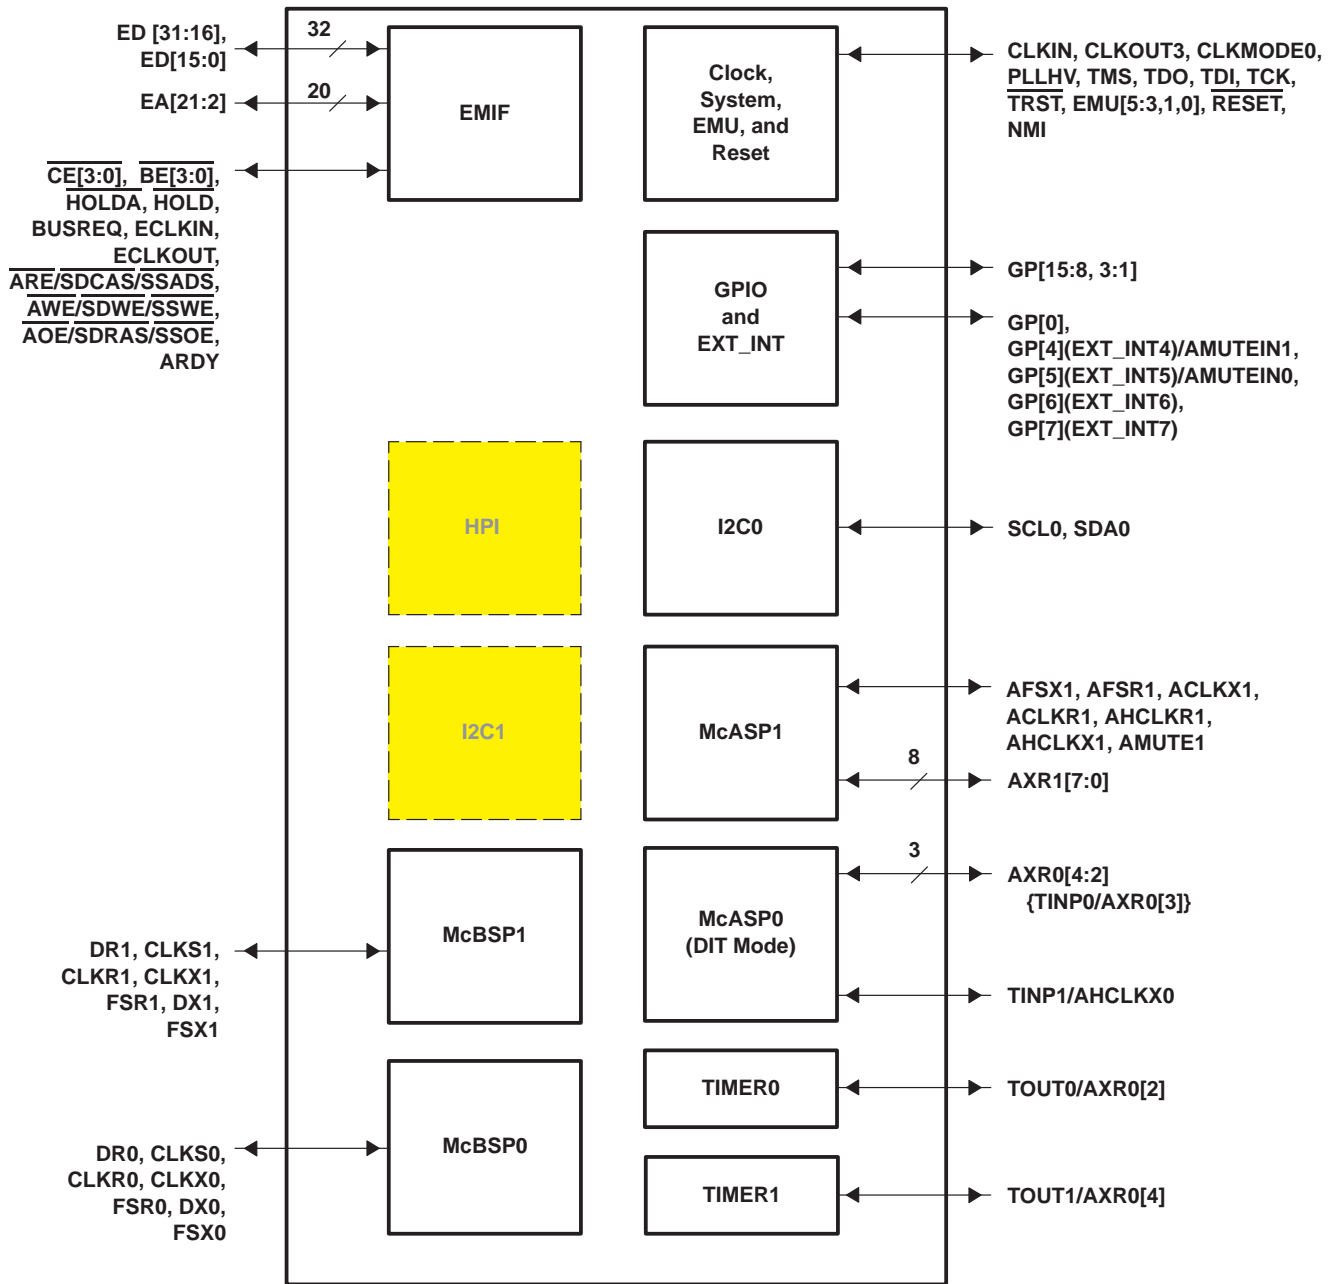 ED [31:16],
ED[15:0]
32
EA[21:2]
20
EMIF
CE[3:0], BE[3:0],
HOLDA, HOLD,
BUSREQ, ECLKIN,
ECLKOUT,
ARE/SDCAS/SSADS,
AWE/SDWE/SSWE,
AOE/SDRAS/SSOE,
ARDY
Clock,
System,
EMU, and
Reset
CLKIN, CLKOUT3, CLKMODE0,
PLLHV, TMS, TDO, TDI, TCK,
TRST, EMU[5:3,1,0], RESET,
NMI
GPIO
and
EXT_INT
GP[15:8, 3:1]
GP[0],
GP[4](EXT_INT4)/AMUTEIN1,
GP[5](EXT_INT5)/AMUTEIN0,
GP[6](EXT_INT6),
GP[7](EXT_INT7)
HPI
I2C0
SCL0, SDA0
I2C1
McASP1
AFSX1, AFSR1, ACLKX1,
ACLKR1, AHCLKR1,
AHCLKX1, AMUTE1
8
AXR1[7:0]
McBSP1
DR1, CLKS1,
CLKR1, CLKX1,
FSR1, DX1,
FSX1
McASP0
(DIT Mode)
3
AXR0[4:2]
{TINP0/AXR0[3]}
TINP1/AHCLKX0
McBSP0
DR0, CLKS0,
CLKR0, CLKX0,
FSR0, DX0,
FSX0
TIMER0
TOUT0/AXR0[2]
TIMER1
TOUT1/AXR0[4]